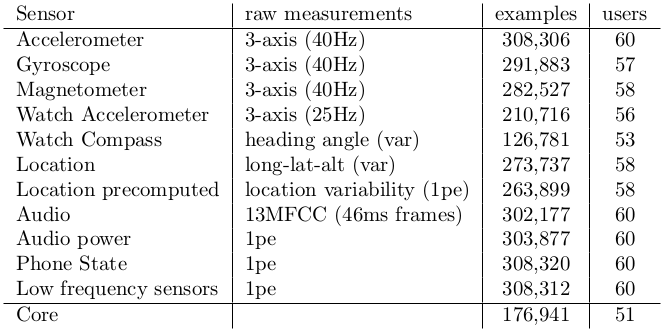 Sensor raw measurements examples users
Accelerometer 3-axis (40Hz) 308,306 60
Gyroscope 3-axis (40Hz) 291,883 57
Magnetometer 3-axis (40Hz) 282,527 58
Watch Accelerometer 3-axis (25Hz) 210,716 56
Watch Compass heading angle (var) 126,781 53
Location long-lat-alt (var) 273,737 58
Location precomputed location variability (1pe) 263,899 58
Audio 13MFCC (46ms frames) 302,177 60
Audio power 1pe 303,877 60
Phone State 1pe 308,320 60
Low frequency sensors 1pe 308,312 60
Core 176,941 51